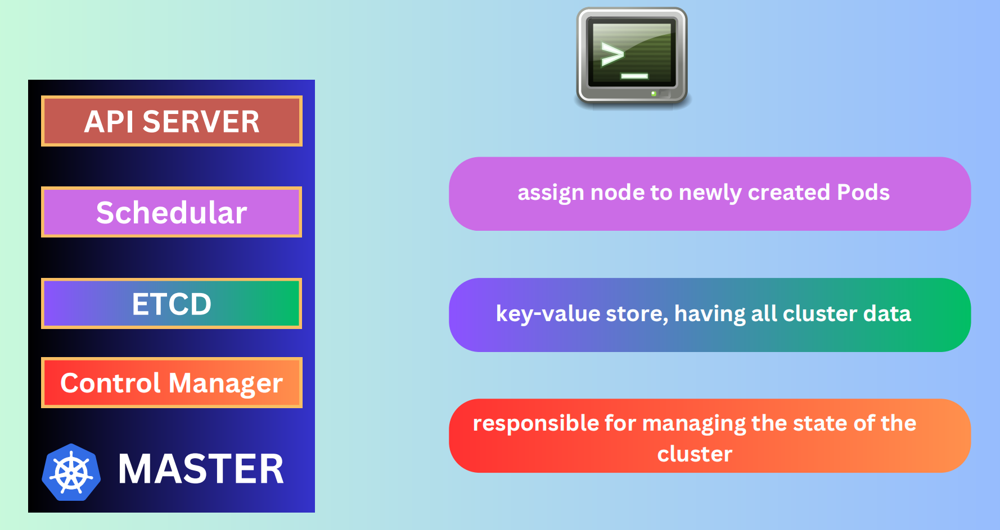 API SERVER
Schedular
ETCD
Control Manager
MASTER
>_
assign node to newly created Pods
key-value store, having all cluster data
responsible for managing the state of the
cluster